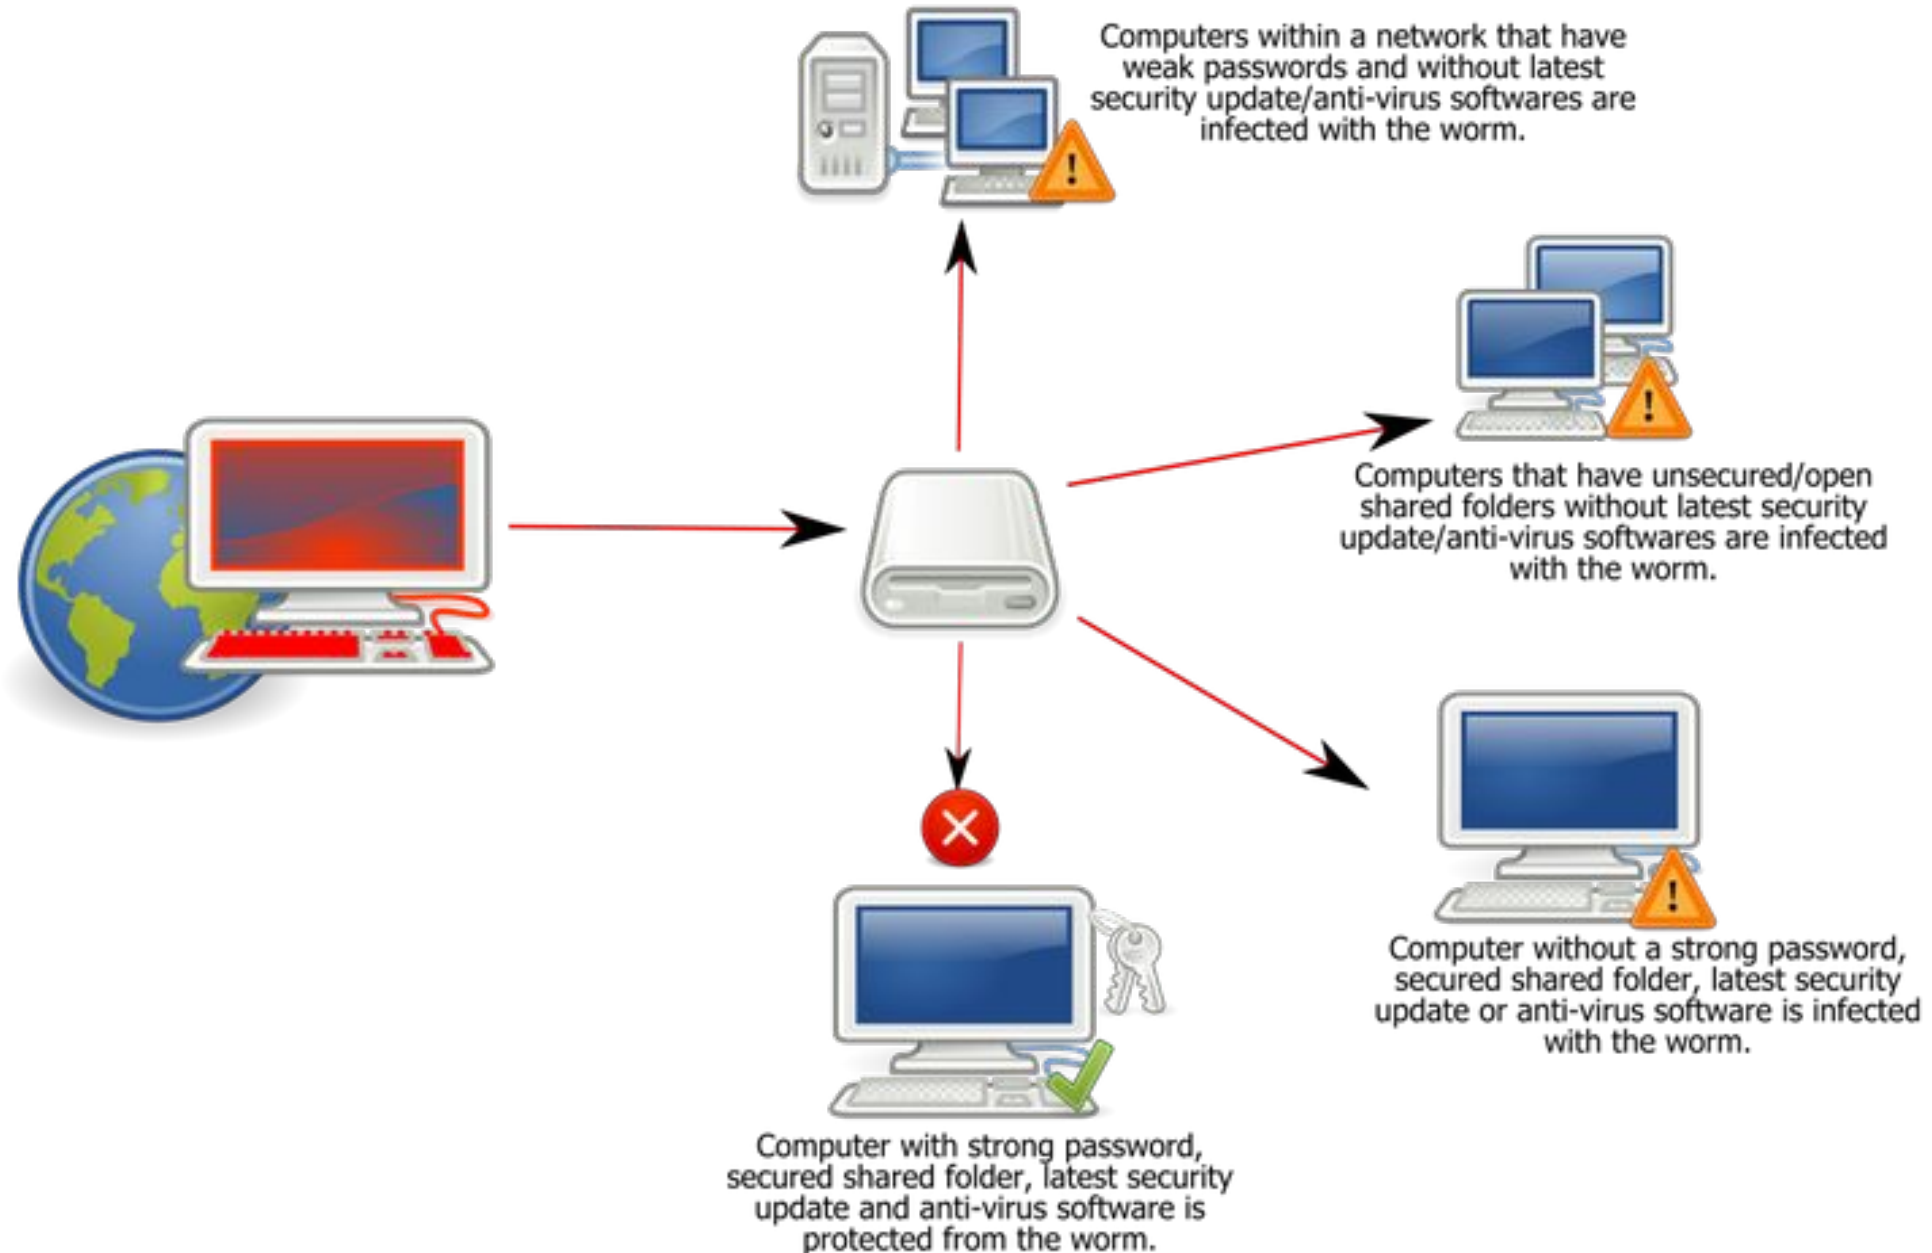 Computers within a network that have
weak passwords and without latest
security update/anti-virus softwares are
infected with the worm.
Computers that have unsecured/open
shared folders without latest security
update/anti-virus softwares are infected
with the worm.
Computer without a strong password,
secured shared folder, latest security
update or anti-virus software is infected
with the worm.
Computer with strong password,
secured shared folder, latest security
update and anti-virus software is
protected from the worm.